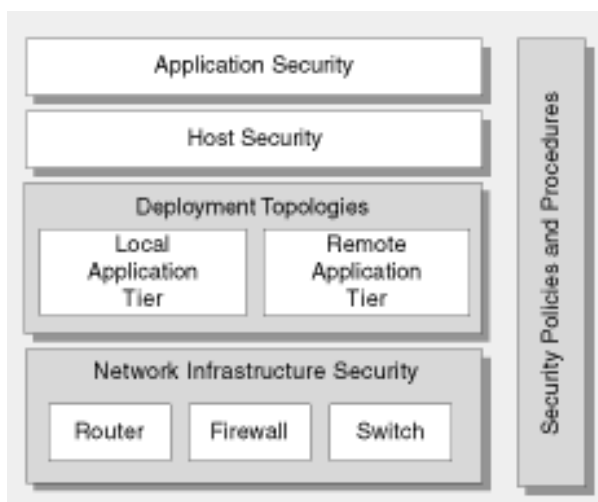 Application Security
Host Security
Deployment Topologies
Local
Application
Tier
Remote
Application
Tier
Network Infrastructure Security
Router
Firewall
Switch
Security Policies and Procedures